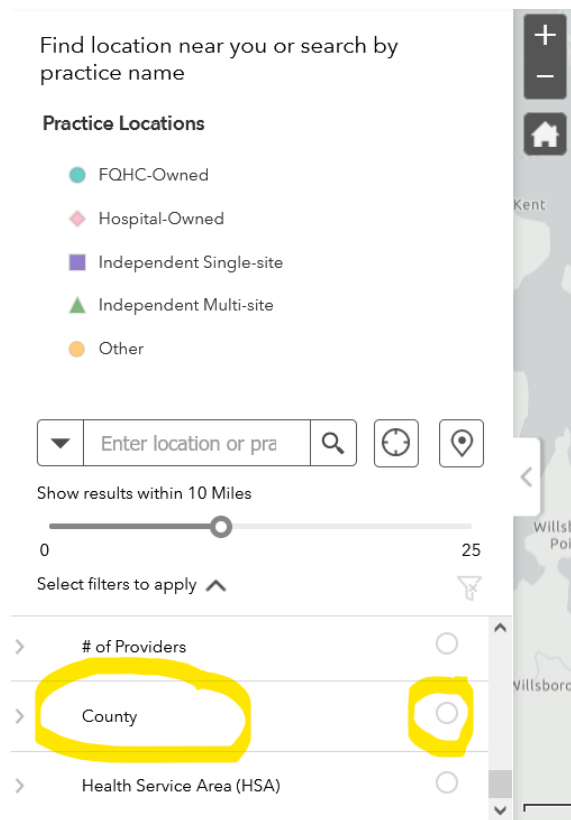 Find location near you or search by
practice name
Practice Locations
FQHC-Owned
Hospital-Owned
Independent Single-site
Independent Multi-site
Other
Enter location or pra
Show results within 10 Miles
0
25
Select filters to apply
# of Providers
County
Health Service Area (HSA)
+
−
Kent
Poi